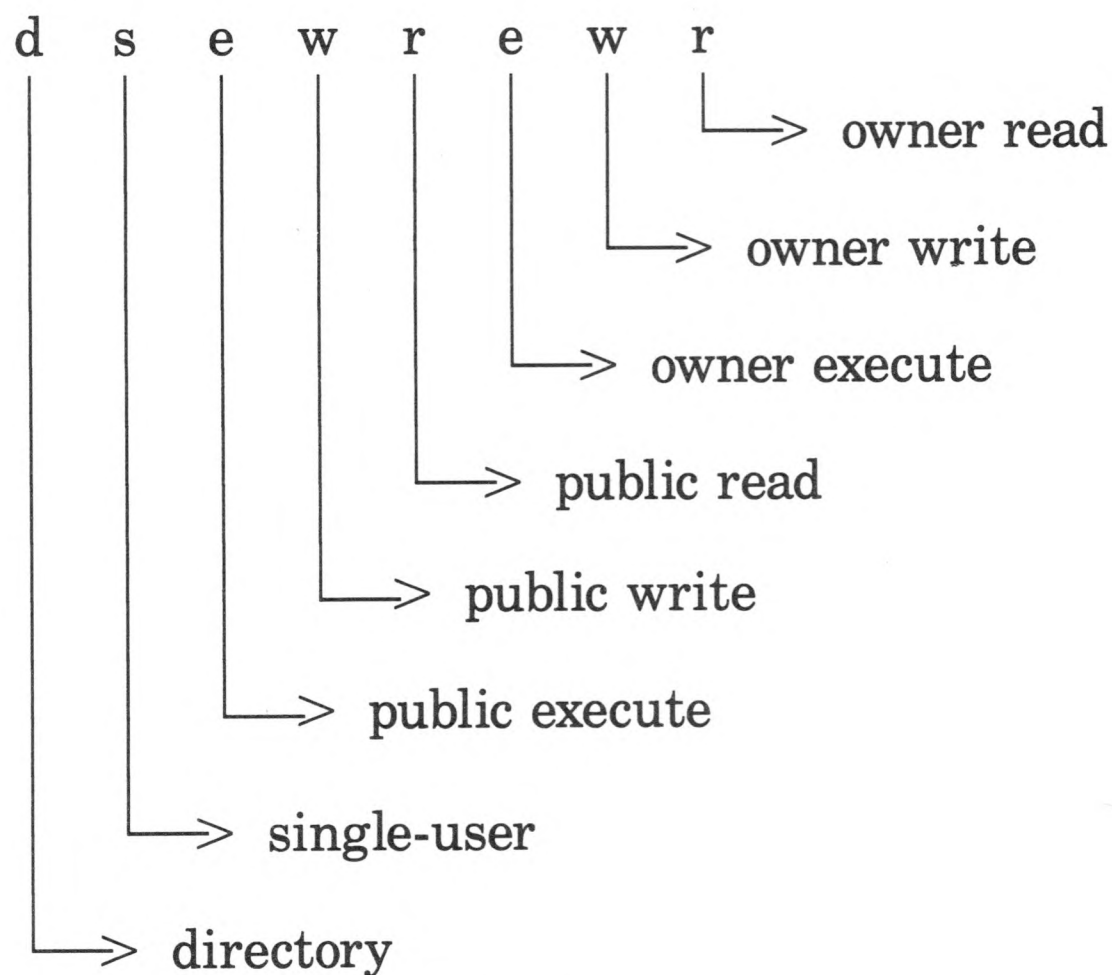 d s e w r e w r
owner read
owner write
owner execute
public read
public write
public execute
single-user
directory